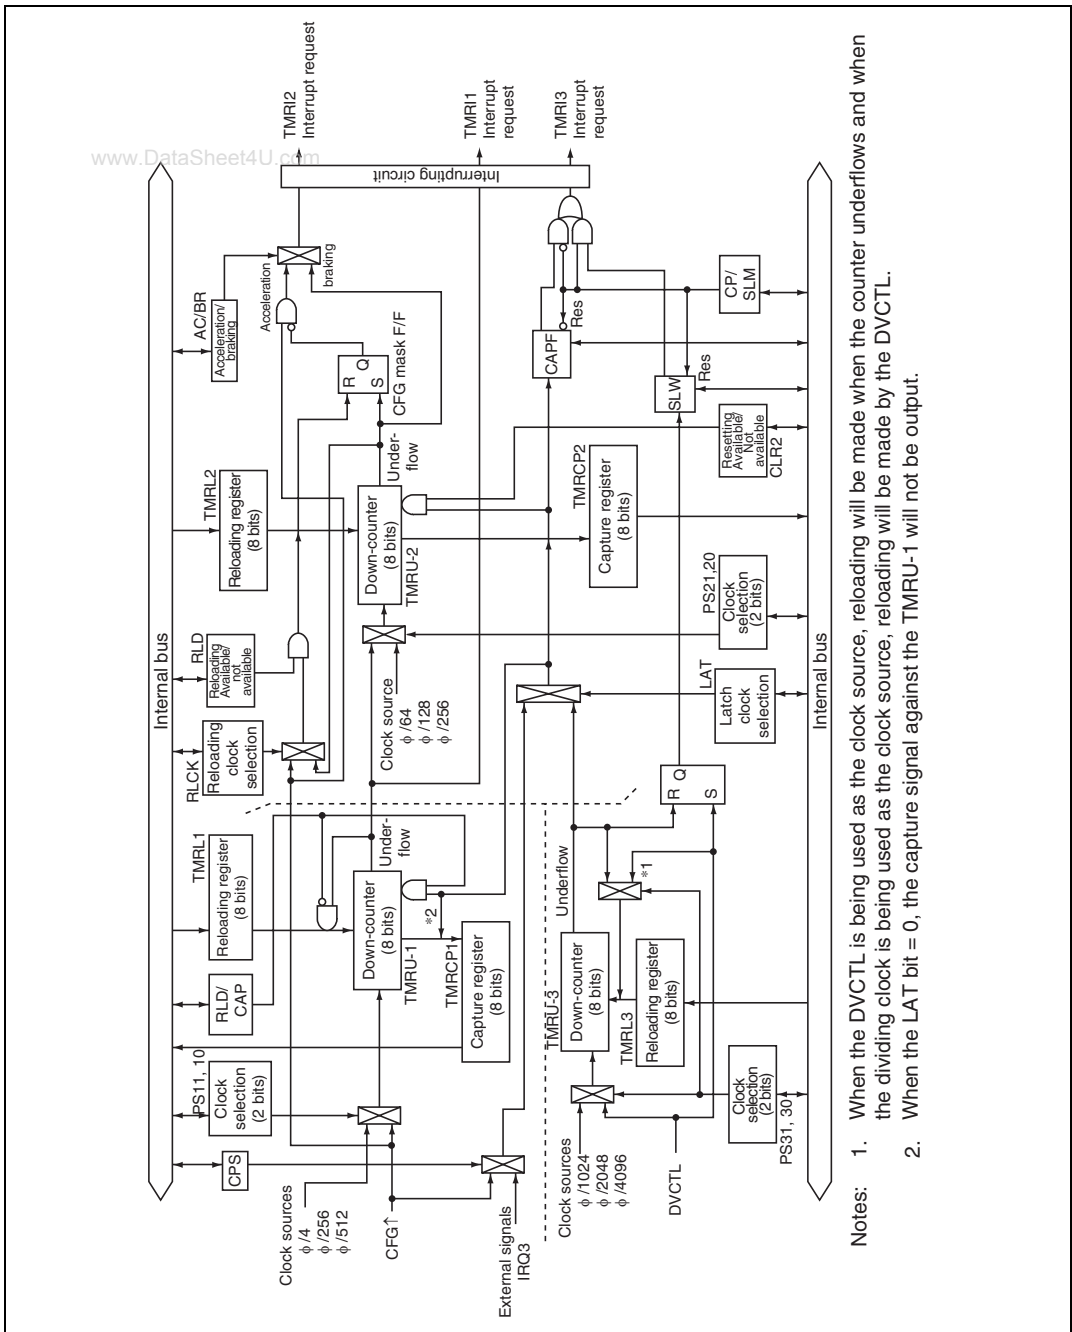 www.DataSheet4U.com
Internal bus
CPS
PS11, 10
Clock
selection
(2 bits)
RLD/
CAP
TMRL1
Reloading register
(8 bits)
RLCK
Reloading
clock
selection
RLD
Reloading
Available/
not
available
TMRL2
Reloading register
(8 bits)
AC/BR
Acceleration/
braking
Acceleration
braking
TMRI2
Interrupt request
Interrupting circuit
R
Q
S
CFG mask F/F
Clock sources
ϕ/4
ϕ/256
ϕ/512
CFG↑
Down-counter
(8 bits)
TMRU-1
Under-
flow
*2
TMRCP1
Capture register
(8 bits)
Clock source
ϕ/64
ϕ/128
ϕ/256
Down-counter
(8 bits)
TMRU-2
Under-
flow
TMRI1
Interrupt
request
TMRI3
Interrupt
request
External signals
IRQ3
Clock sources
ϕ/1024
ϕ/2048
ϕ/4096
DVCTL
TMRU-3
Down-counter
(8 bits)
Underflow
TMRL3
Reloading register
(8 bits)
*1
R
Q
S
CAPF
Res
TMRCP2
Capture register
(8 bits)
SLW
Res
Clock
selection
(2 bits)
PS31, 30
LAT
Latch
clock
selection
PS21,20
Clock
selection
(2 bits)
Resetting
Available/
Not
available
CLR2
CP/
SLM
Internal bus
Notes: 1. When the DVCTL is being used as the clock source, reloading will be made when the counter underflows and when
the dividing clock is being used as the clock source, reloading will be made by the DVCTL.
2. When the LAT bit = 0, the capture signal against the TMRU-1 will not be output.